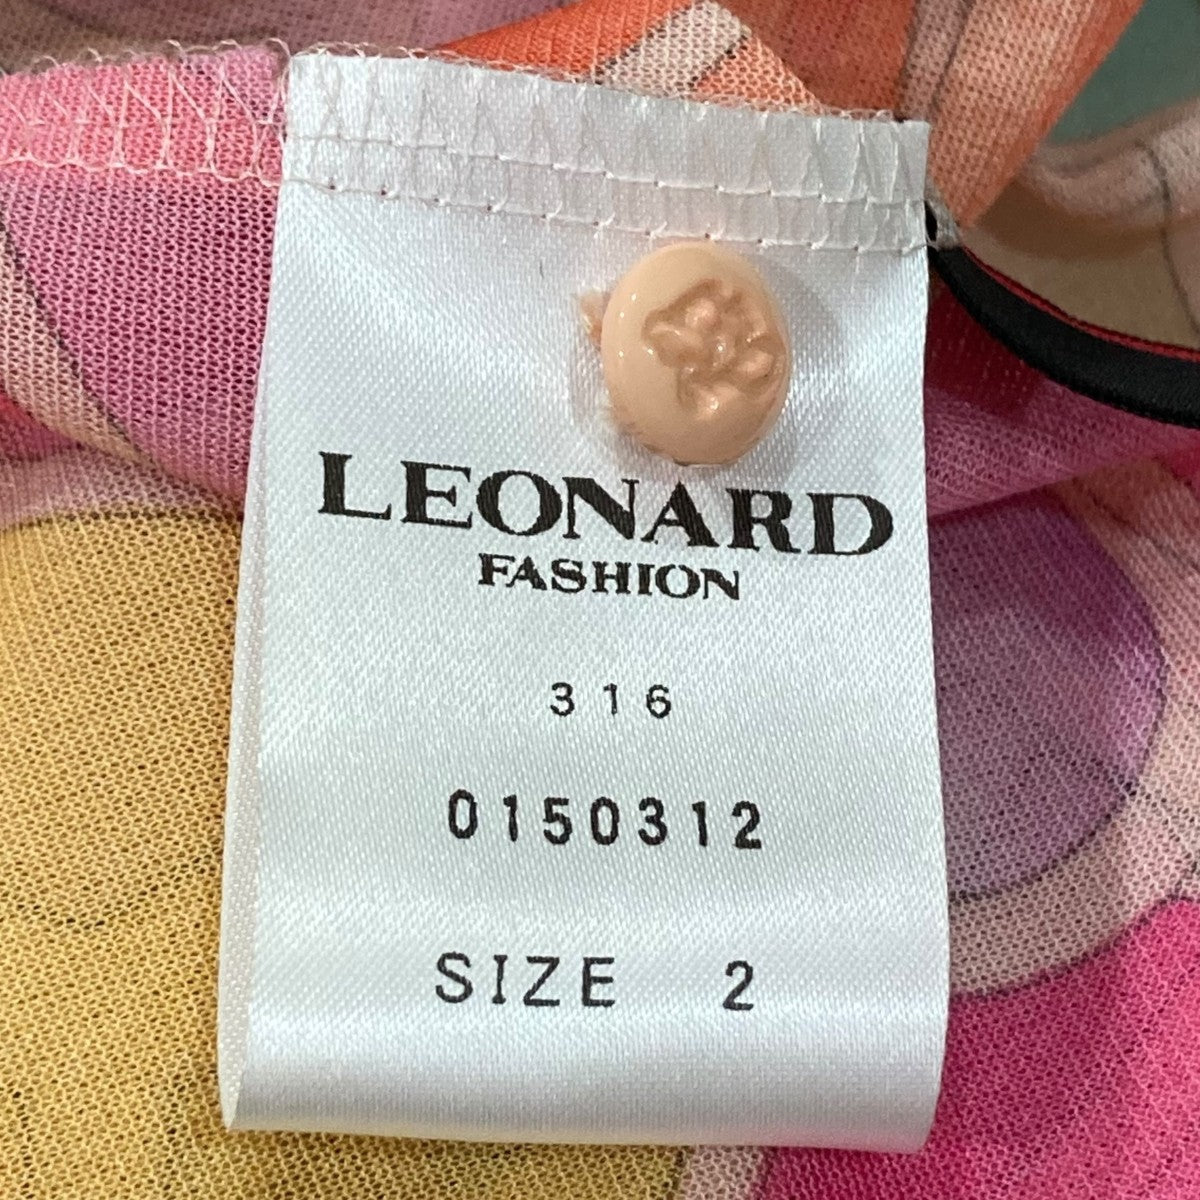 LEONARD
FASHION
316
0150312
SIZE 2